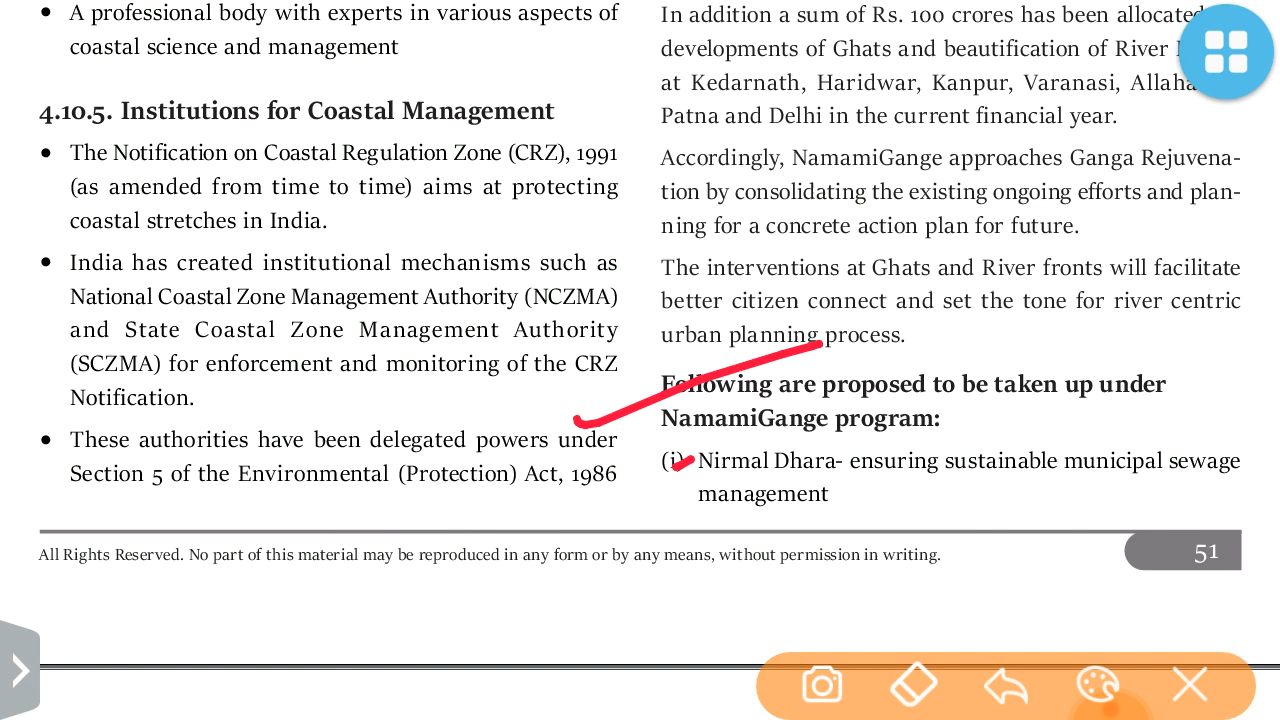 • A professional body with experts in various aspects of
coastal science and management
4.10.5. Institutions for Coastal Management
• The Notification on Coastal Regulation Zone (CRZ), 1991
(as amended from time to time) aims at protecting
coastal stretches in India.
• India has created institutional mechanisms such as
National Coastal Zone Management Authority (NCZMA)
and State Coastal Zone Management Authority
(SCZMA) for enforcement and monitoring of the CRZ
Notification.
• These authorities have been delegated powers under
Section 5 of the Environmental (Protection) Act, 1986
In addition a sum of Rs. 100 crores has been allocated
developments of Ghats and beautification of River
at Kedarnath, Haridwar, Kanpur, Varanasi,
Patna and Delhi in the current financial year.
Accordingly, NamamiGange approaches Ganga Rejuvena-
tion by consolidating the existing ongoing efforts and plan-
ning for a concrete action plan for future.
The interventions at Ghats and River fronts will facilitate
better citizen connect and set the tone for river centric
urban planning process.
Following are proposed to be taken up under
NamamiGange program:
(i) Nirmal Dhara- ensuring sustainable municipal sewage
management
All Rights Reserved. No part of this material may be reproduced in any form or by any means, without permission in writing.
51